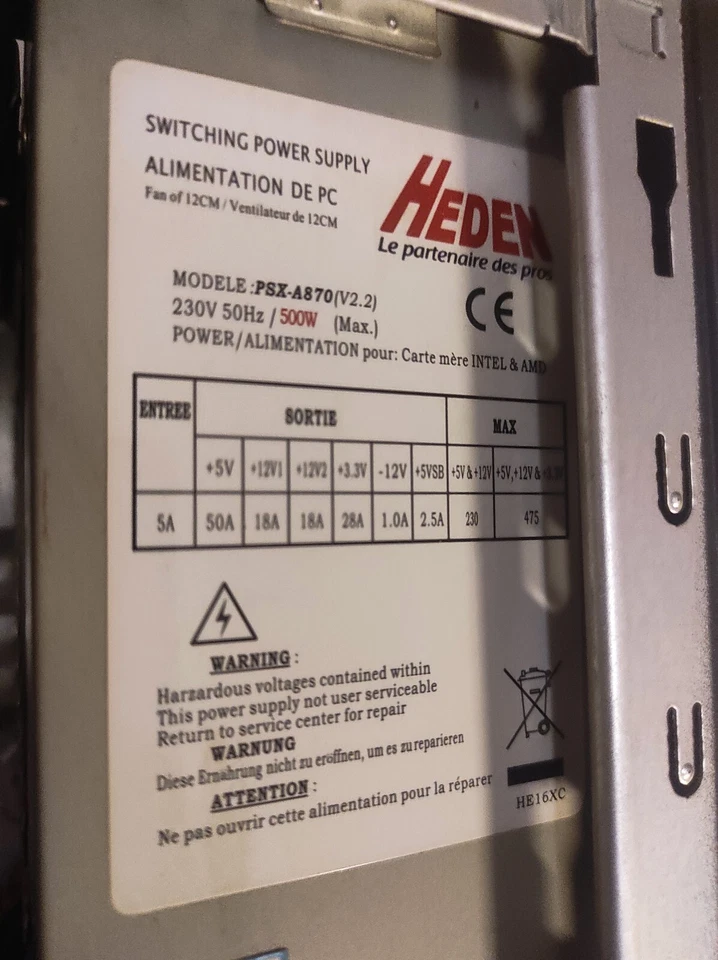 SWITCHING POWER SUPPLY
ALIMENTATION DE PC
Fan of 12CM / Ventilateur de 12CM
HEDEN
Le partenaire des pros
MODELE :PSX-A870(V2.2)
230V 50Hz / 500W (Max.)
POWER/ALIMENTATION pour: Carte mère INTEL & AMD
CE
ENTREE SORTIE MAX
+5V +12V1 +12V2 +3.3V -12V +5VSB +5V&+12V +5V,+12V &
5A 50A 18A 18A 28A 1.0A 2.5A 230 475
WARNING :
Harzardous voltages contained within
This power supply not user serviceable
Return to service center for repair
WARNUNG
Diese Ernahrung nicht zu eroffnen, um es zu reparieren
ATTENTION :
Ne pas ouvrir cette alimentation pour la réparer
HE16XC